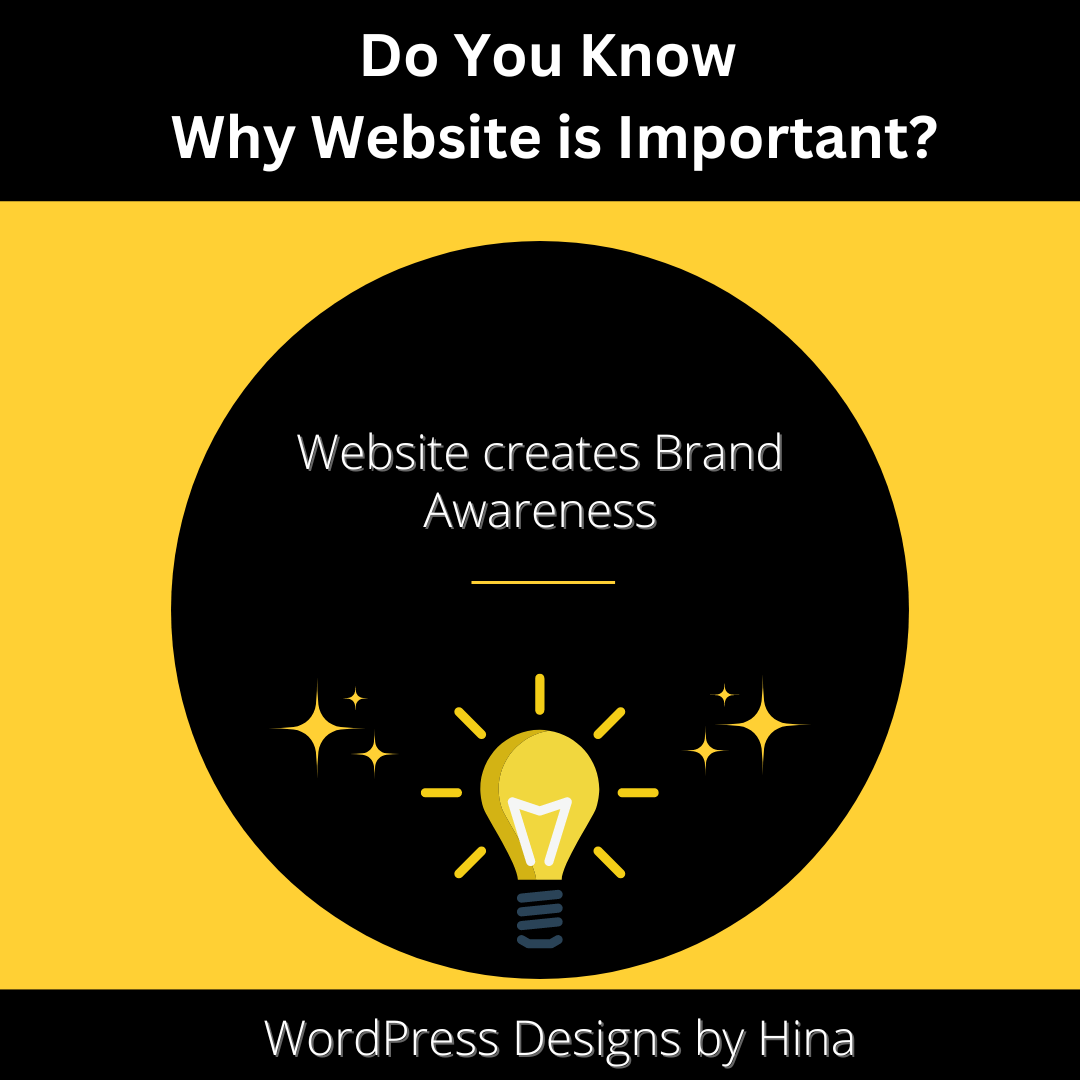 Do You Know
Why Website is Important?
Website creates Brand
Awareness
WordPress Designs by Hina